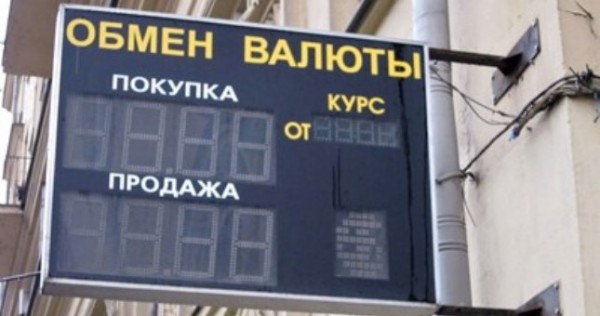 ОБМЕН ВАЛЮТЫ
ПОКУПКА
КУРС
ОТ
ПРОДАЖА